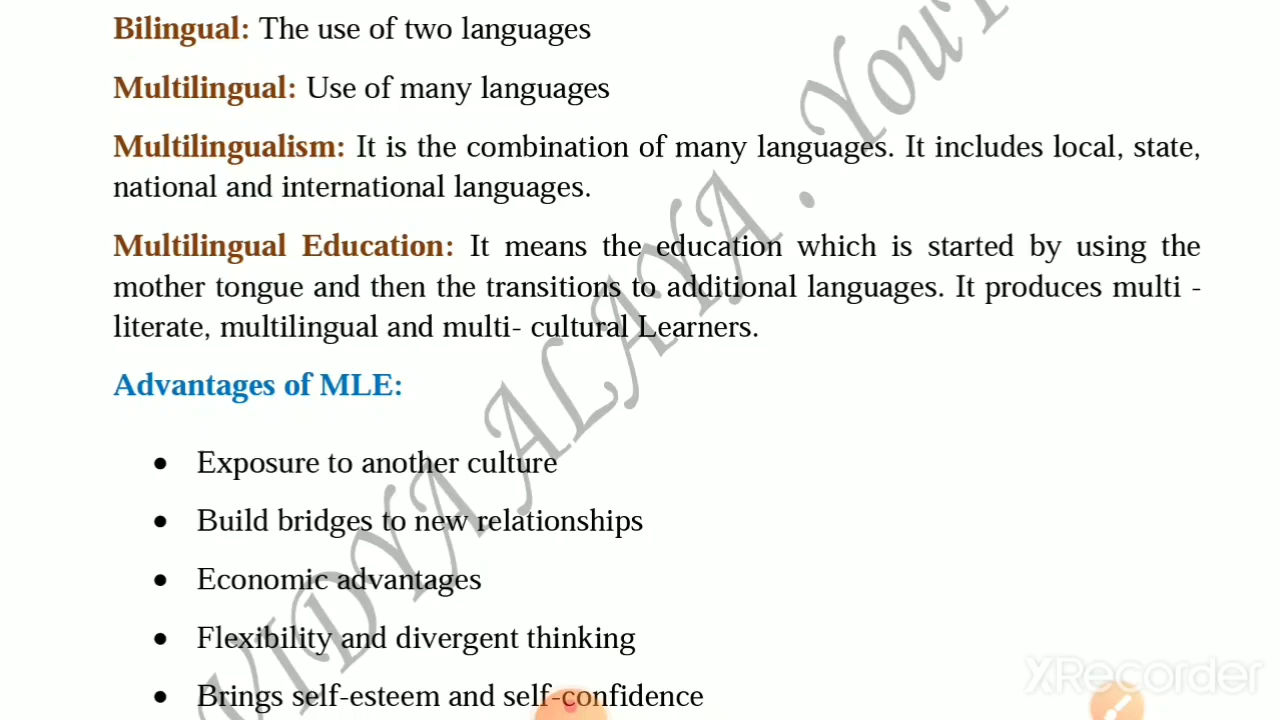 Bilingual: The use of two languages
Multilingual: Use of many languages
Multilingualism: It is the combination of many languages. It includes local, state,
national and international languages.
Multilingual Education: It means the education which is started by using the
mother tongue and then the transitions to additional languages. It produces multi -
literate, multilingual and multi- cultural Learners.
Advantages of MLE:
• Exposure to another culture
• Build bridges to new relationships
• Economic advantages
• Flexibility and divergent thinking
• Brings self-esteem and self-confidence
VIDYA ALAYA . YouT
XRecorder